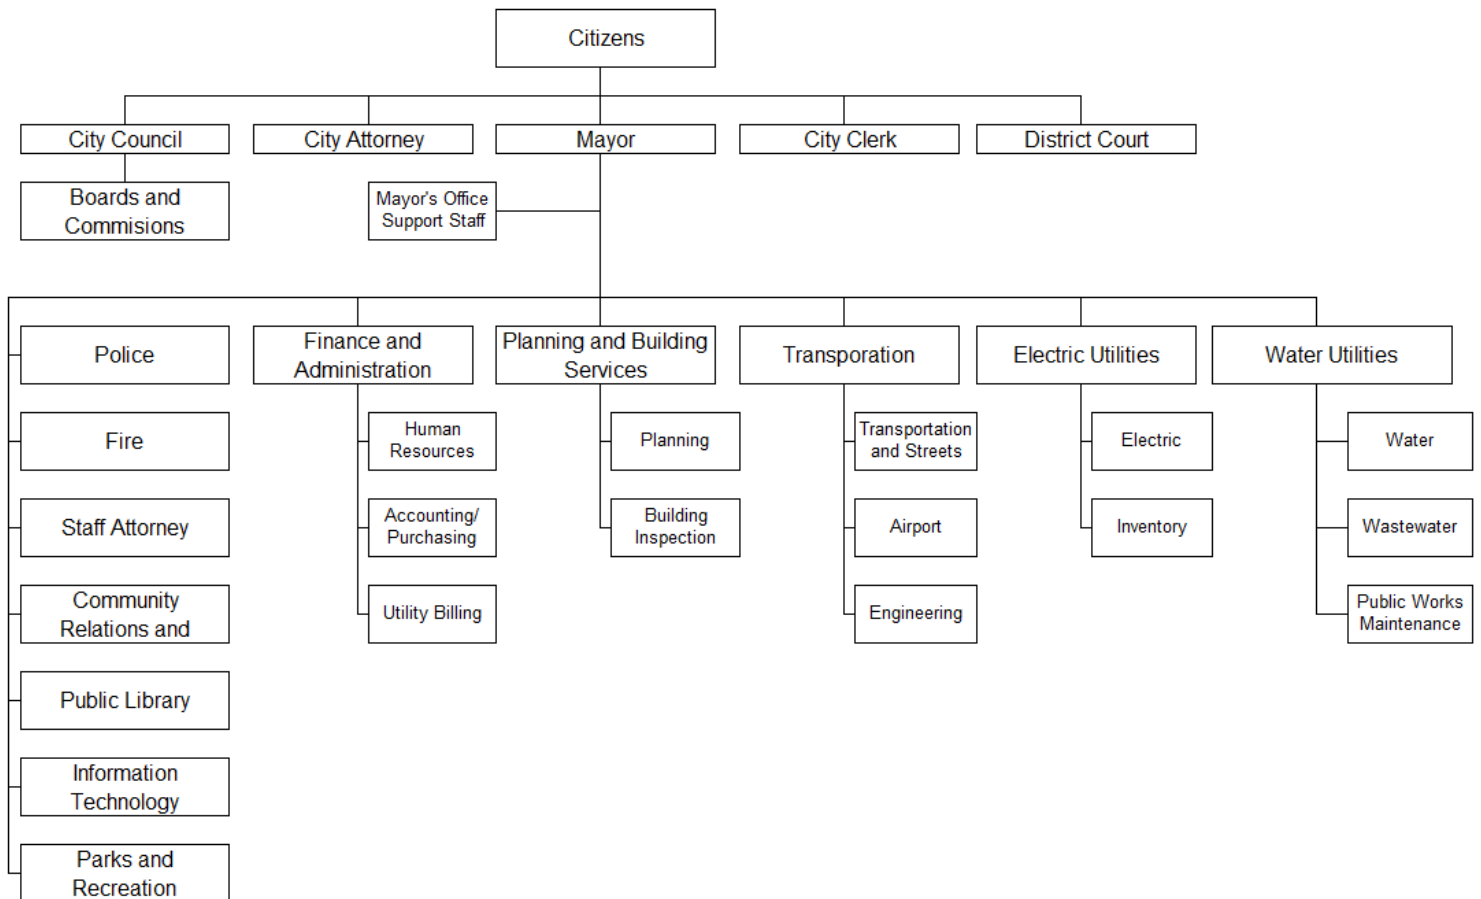 Citizens
City Council
City Attorney
Mayor
City Clerk
District Court
Boards and
Commisions
Mayor's Office
Support Staff
Police
Finance and
Administration
Planning and Building
Services
Transporation
Electric Utilities
Water Utilities
Fire
Human
Resources
Planning
Transportation
and Streets
Electric
Water
Staff Attorney
Accounting/
Purchasing
Building
Inspection
Airport
Inventory
Wastewater
Community
Relations and
Utility Billing
Engineering
Public Works
Maintenance
Public Library
Information
Technology
Parks and
Recreation